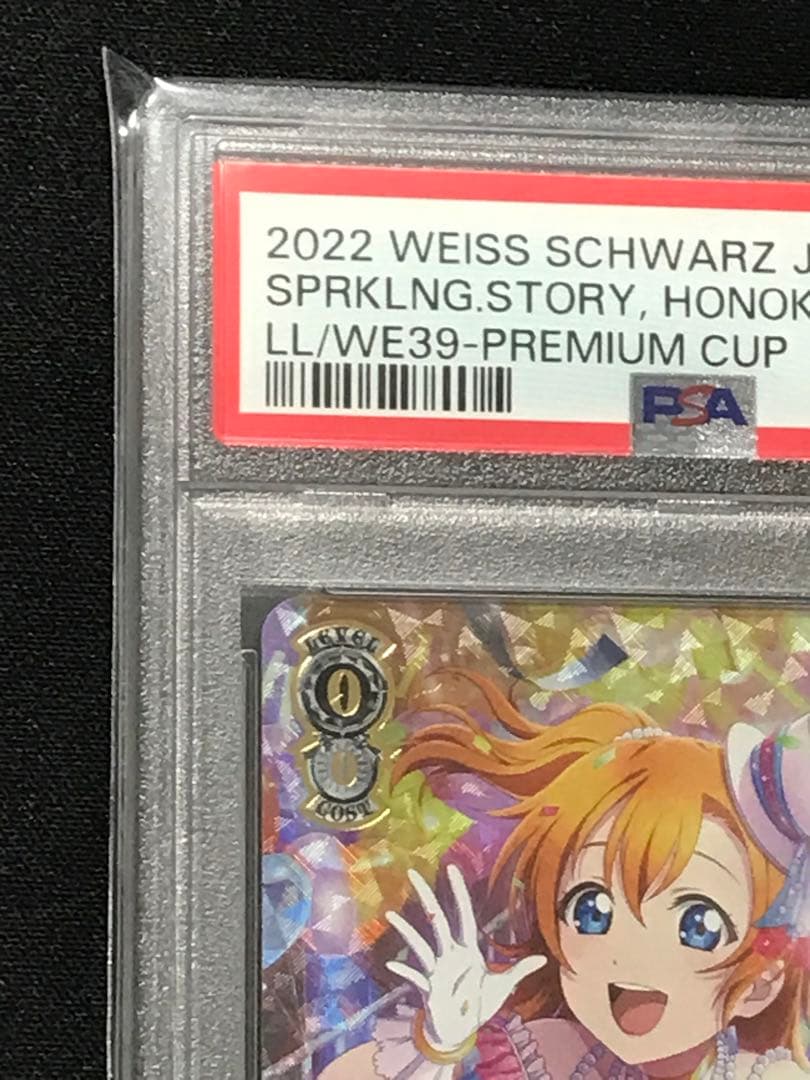 2022 WEISS SCHWARZ J
SPRKLNG.STORY, HONOK
LL/WE39-PREMIUM CUP
PSA
LEVEL
0
0
COST